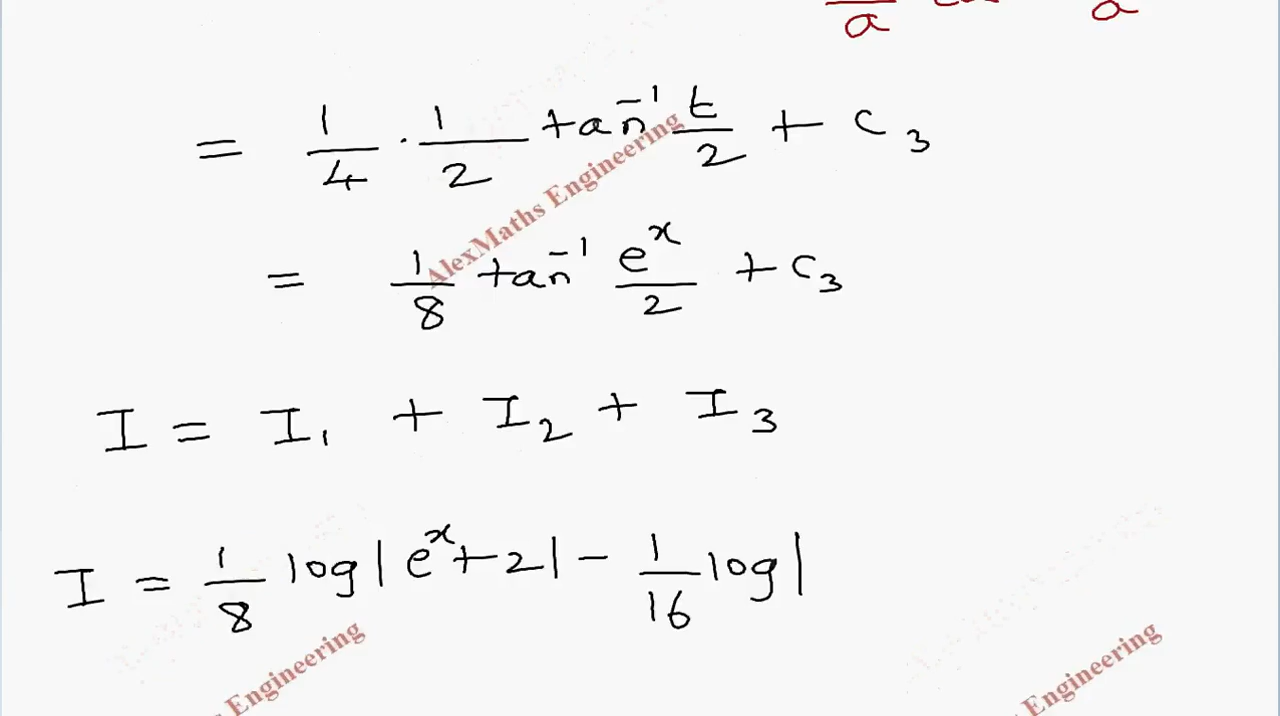 a a
= 1/4 . 1/2 tan⁻¹ t/2 + c₃
AlexMaths Engineering
= 1/8 tan⁻¹ eˣ/2 + c₃
I = I₁ + I₂ + I₃
I = 1/8 log| eˣ+2| − 1/16 log|
Engineering
Engineering